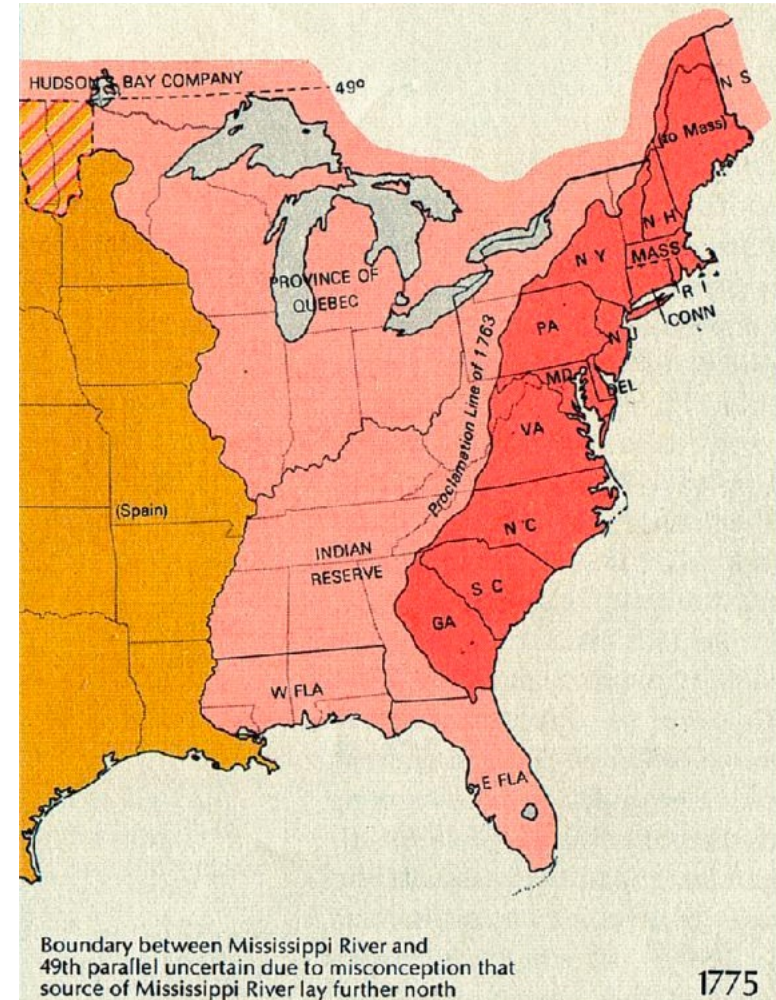 HUDSON'S BAY COMPANY
49º
N S
(to Mass)
N H
N Y
MASS
R I
CONN
PROVINCE OF
QUEBEC
PA
N J
MD
DEL
Proclamation Line of 1763
VA
(Spain)
N C
INDIAN
RESERVE
S C
GA
W FLA
E FLA
Boundary between Mississippi River and
49th parallel uncertain due to misconception that
source of Mississippi River lay further north
1775